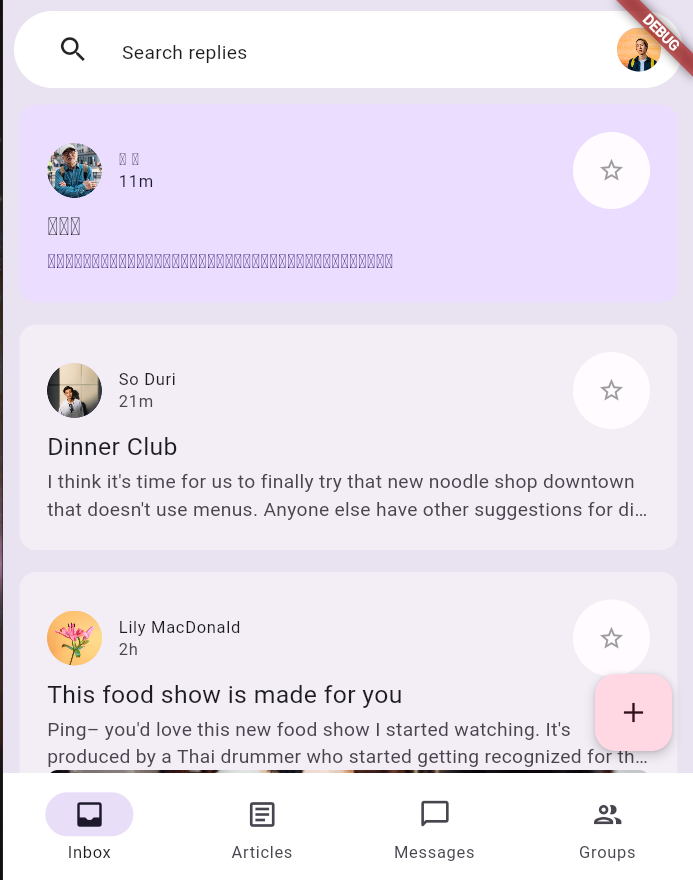 DEBUG
Search replies
11m
So Duri
21m
Dinner Club
I think it's time for us to finally try that new noodle shop downtown
that doesn't use menus. Anyone else have other suggestions for di…
Lily MacDonald
2h
This food show is made for you
Ping– you'd love this new food show I started watching. It's
produced by a Thai drummer who started getting recognized for th…
Inbox
Articles
Messages
Groups